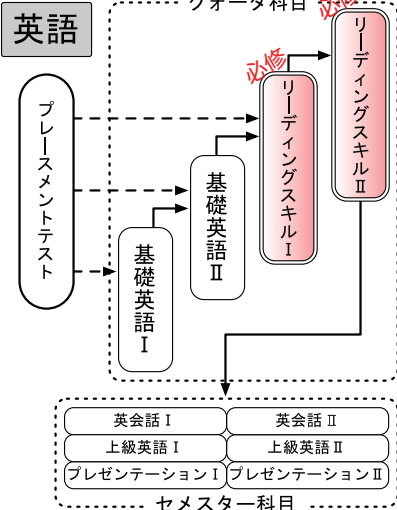 英語
クォータ科目
必修
必修
プレースメントテスト
リーディングスキルⅡ
リーディングスキルⅠ
基礎英語Ⅱ
基礎英語Ⅰ
英会話Ⅰ
英会話Ⅱ
上級英語Ⅰ
上級英語Ⅱ
プレゼンテーションⅠ
プレゼンテーションⅡ
セメスター科目